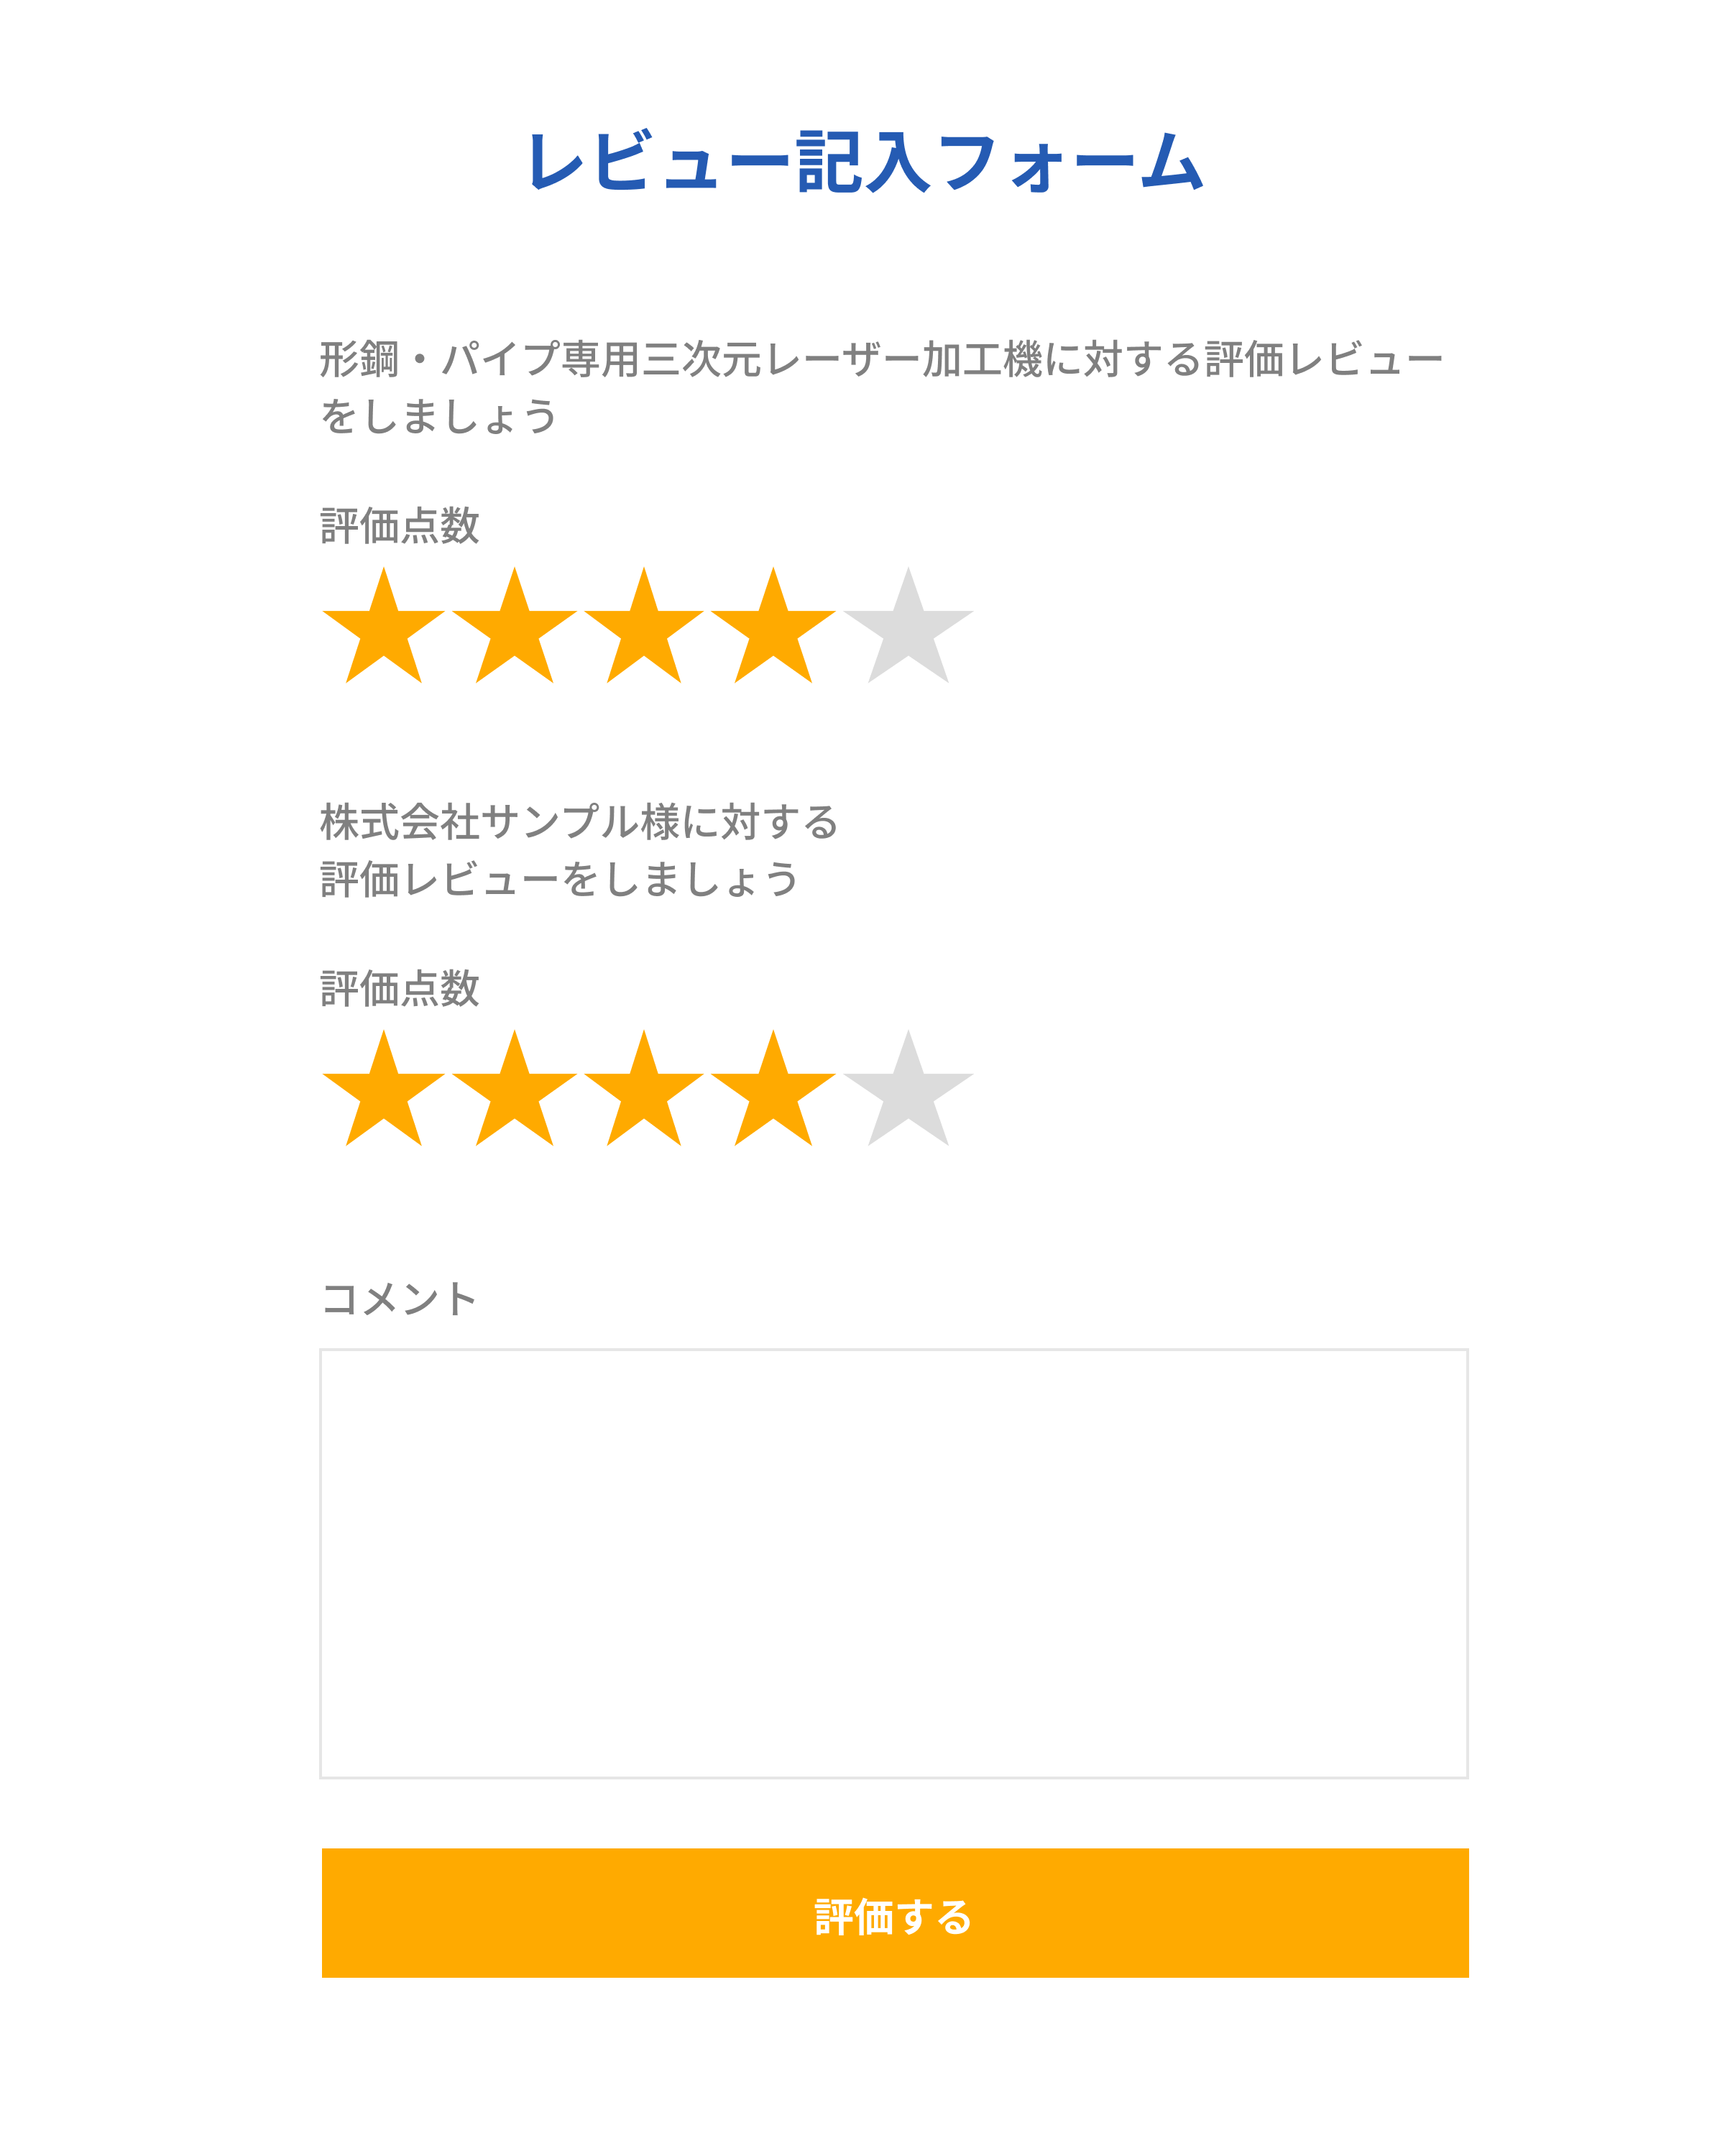 レビュー記入フォーム
形鋼・パイプ専用三次元レーザー加工機に対する評価レビュー
をしましょう
評価点数
株式会社サンプル様に対する
評価レビューをしましょう
評価点数
コメント
評価する